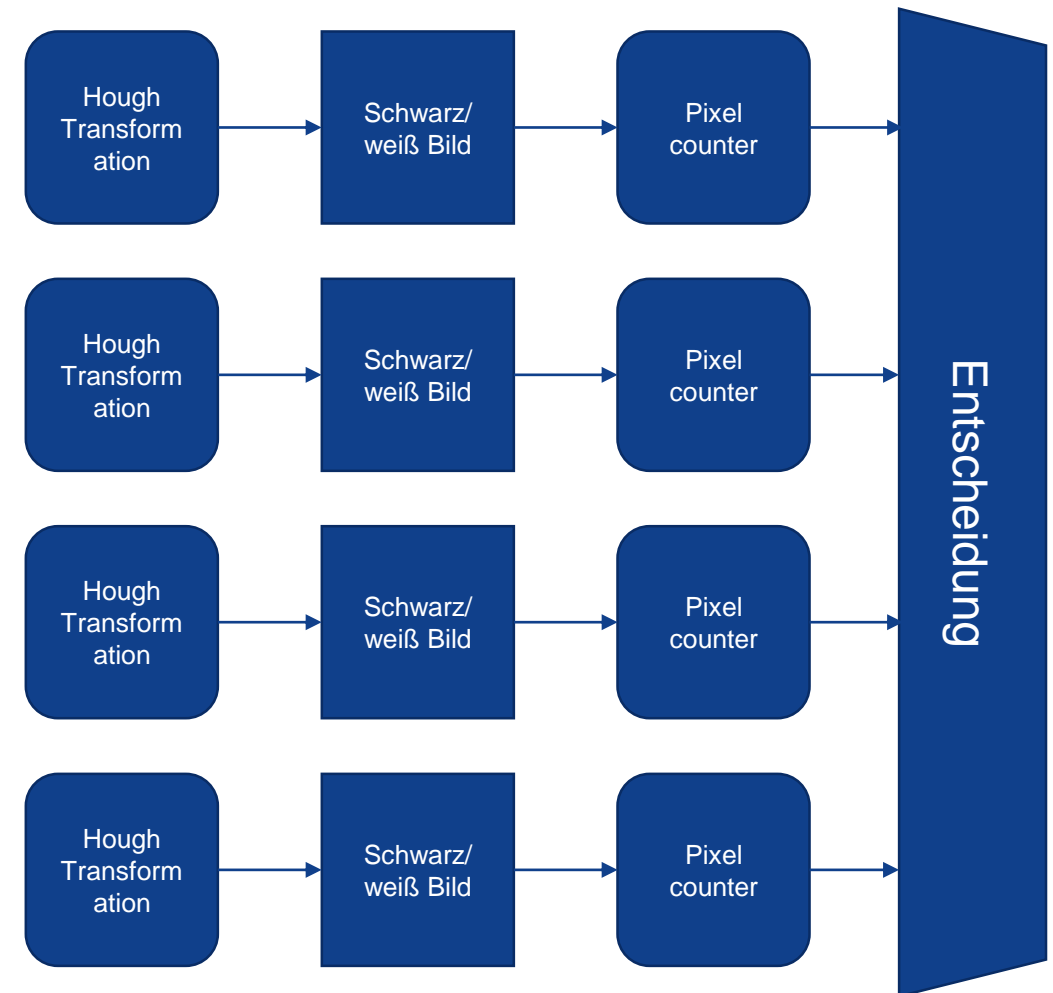 Hough
Transform
ation
Schwarz/
weiß Bild
Pixel
counter
Hough
Transform
ation
Schwarz/
weiß Bild
Pixel
counter
Hough
Transform
ation
Schwarz/
weiß Bild
Pixel
counter
Hough
Transform
ation
Schwarz/
weiß Bild
Pixel
counter
Entscheidung